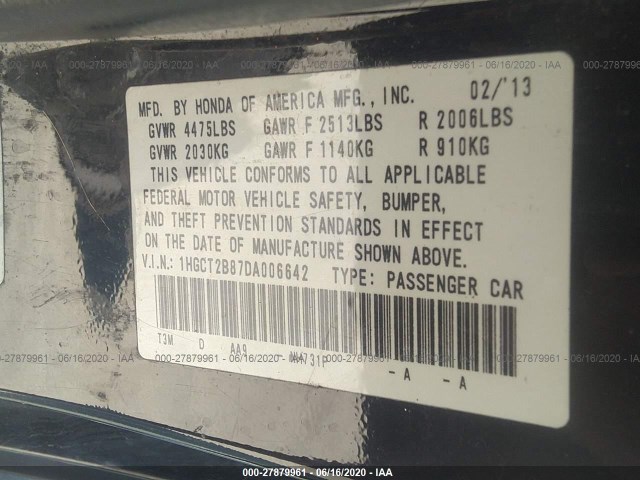 MFD. BY HONDA OF AMERICA MFG., INC. 02/'13
GVWR 4475LBS GAWR F 2513LBS R 2006LBS
GVWR 2030KG GAWR F 1140KG R 910KG
THIS VEHICLE CONFORMS TO ALL APPLICABLE
FEDERAL MOTOR VEHICLE SAFETY, BUMPER,
AND THEFT PREVENTION STANDARDS IN EFFECT
ON THE DATE OF MANUFACTURE SHOWN ABOVE.
V.I.N.: 1HGCT2B87DA006642 TYPE: PASSENGER CAR
T3M D AA9
-A -A
000-27879961 - 06/16/2020 - IAA